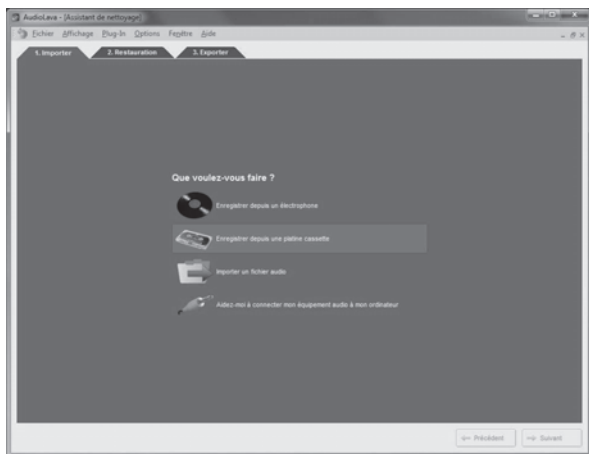 AudioLava - [Assistant de nettoyage]
Fichier Affichage Plug-In Options Fenêtre Aide
1. Importer 2. Restauration 3. Exporter
Que voulez-vous faire ?
Enregistrer depuis un électrophone
Enregistrer depuis une platine cassette
Importer un fichier audio
Aidez-moi à connecter mon équipement audio à mon ordinateur
Précédent Suivant